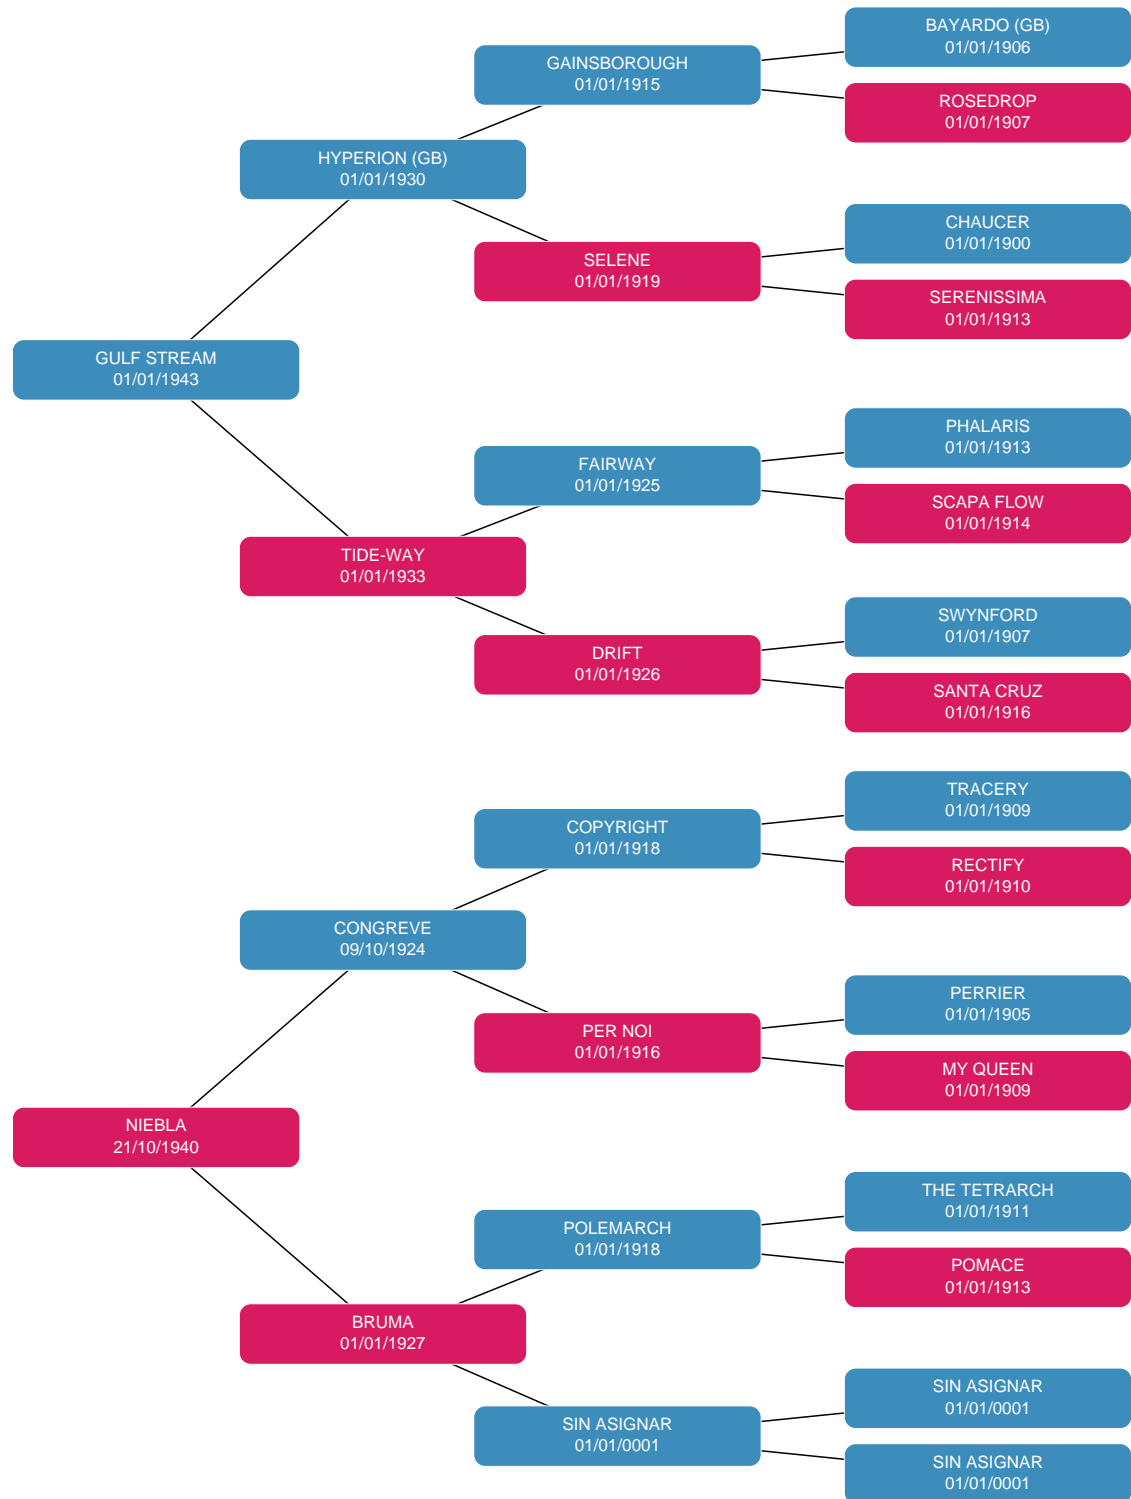 BAYARDO (GB)
01/01/1906
GAINSBOROUGH
01/01/1915
ROSEDROP
01/01/1907
HYPERION (GB)
01/01/1930
CHAUCER
01/01/1900
SELENE
01/01/1919
SERENISSIMA
01/01/1913
GULF STREAM
01/01/1943
PHALARIS
01/01/1913
FAIRWAY
01/01/1925
SCAPA FLOW
01/01/1914
TIDE-WAY
01/01/1933
SWYNFORD
01/01/1907
DRIFT
01/01/1926
SANTA CRUZ
01/01/1916
TRACERY
01/01/1909
COPYRIGHT
01/01/1918
RECTIFY
01/01/1910
CONGREVE
09/10/1924
PERRIER
01/01/1905
PER NOI
01/01/1916
MY QUEEN
01/01/1909
NIEBLA
21/10/1940
THE TETRARCH
01/01/1911
POLEMARCH
01/01/1918
POMACE
01/01/1913
BRUMA
01/01/1927
SIN ASIGNAR
01/01/0001
SIN ASIGNAR
01/01/0001
SIN ASIGNAR
01/01/0001